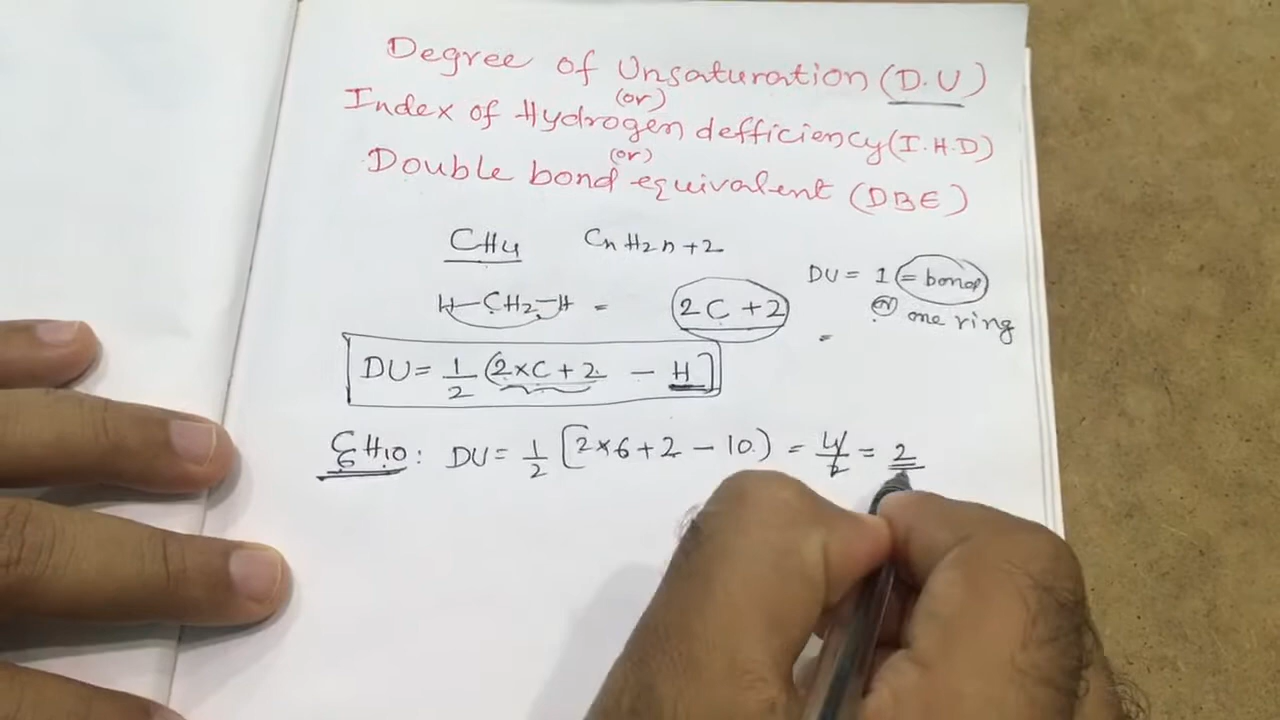 Degree of Unsaturation (D.U)
(or)
Index of Hydrogen defficiency (I.H.D)
(or)
Double bond equivalent (DBE)
CH4 CnH2n+2
DU = 1 (= bond)
(or) one ring
H-CH2-H = 2C+2
=
DU = 1/2 (2×C+2 - H]
C6H10 : DU = 1/2 [2×6+2-10.) = 4/2 = 2